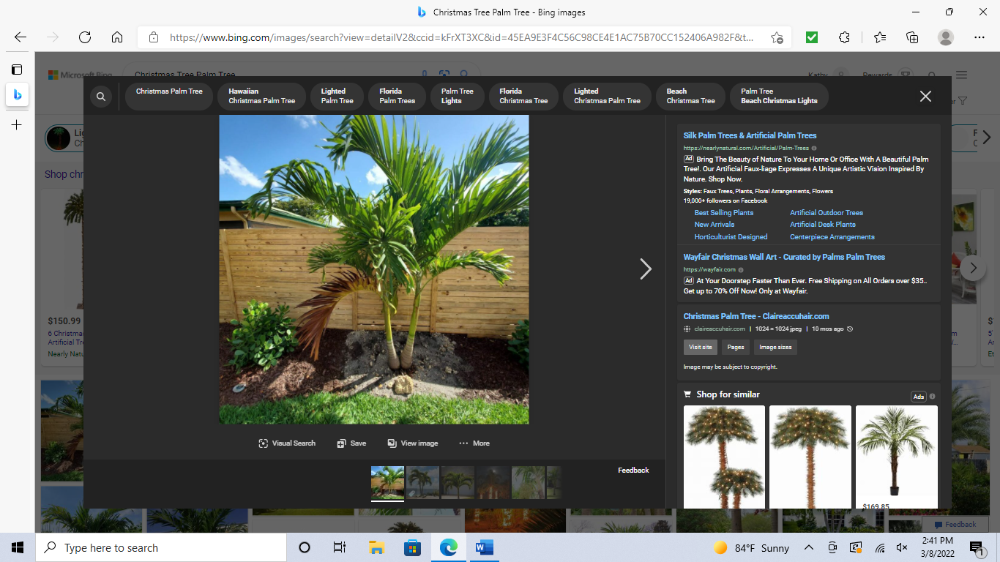 Christmas Tree Palm Tree - Bing images
https://www.bing.com/images/search?view=detailV2&ccid=kFrXT3XC&id=45EA9E3F4C56C98CE4E1AC75B70CC152406A982F&t...
Microsoft Bing
Christmas Tree Palm Tree
Kathy
Rewards
Christmas Palm Tree
Hawaiian
Christmas Palm Tree
Lighted
Palm Tree
Florida
Palm Trees
Palm Tree
Lights
Florida
Christmas Tree
Lighted
Christmas Palm Tree
Beach
Christmas Tree
Palm Tree
Beach Christmas Lights
Shop chr
$150.99
6 Christmas
Artificial Tre
Nearly Natu
Silk Palm Trees & Artificial Palm Trees
https://nearlynatural.com/Artificial/Palm-Trees
Ad Bring The Beauty of Nature To Your Home Or Office With A Beautiful Palm
Tree!. Our Artificial Faux-liage Expresses A Unique Artistic Vision Inspired By
Nature. Shop Now.
Styles: Faux Trees, Plants, Floral Arrangements, Flowers
19,000+ followers on Facebook
Best Selling Plants
Artificial Outdoor Trees
New Arrivals
Artificial Desk Plants
Horticulturist Designed
Centerpiece Arrangements
Wayfair Christmas Wall Art - Curated by Palms Palm Trees
https://wayfair.com
Ad At Your Doorstep Faster Than Ever. Free Shipping on All Orders over $35..
Get up to 70% Off Now! Only at Wayfair.
Christmas Palm Tree - Claireaccuhair.com
claireaccuhair.com | 1024 × 1024 jpeg | 10 mos ago
Visit site
Pages
Image sizes
Image may be subject to copyright.
Shop for similar
Ads
$169.85
Visual Search
Save
View image
More
Feedback
Feedback
Type here to search
84°F Sunny
2:41 PM
3/8/2022
1